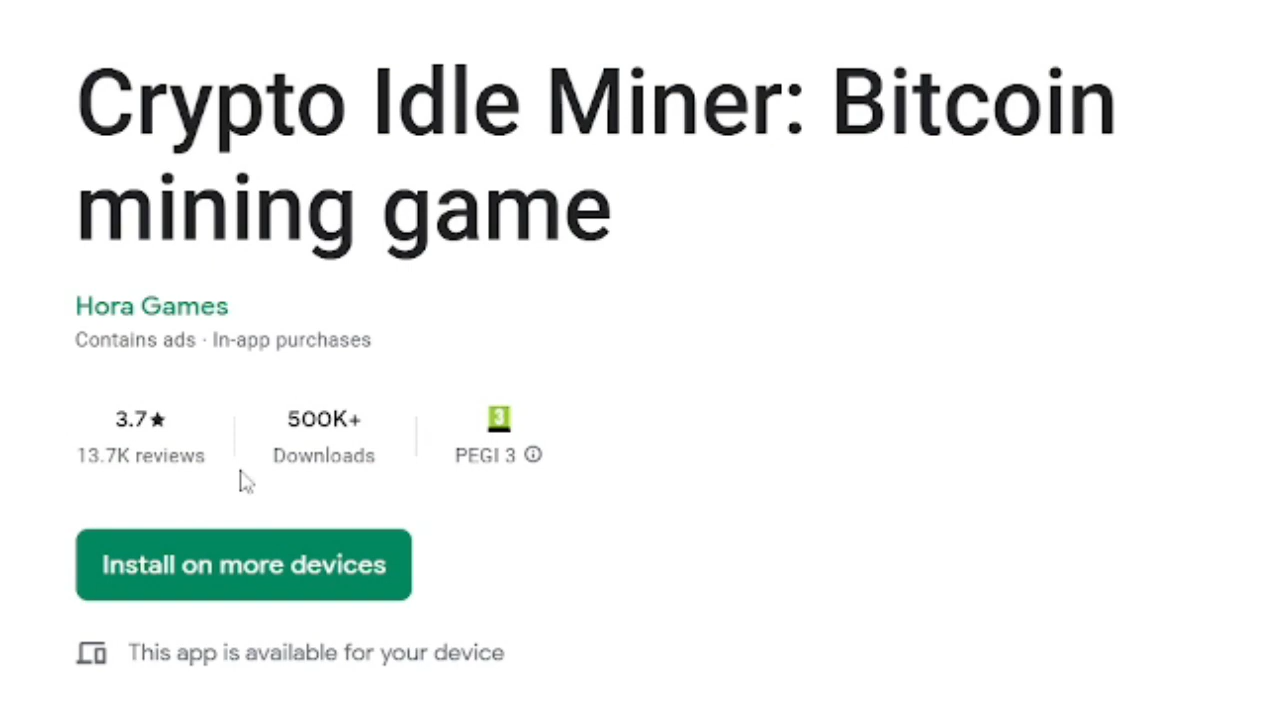 Crypto Idle Miner: Bitcoin
mining game
Hora Games
Contains ads · In-app purchases
3.7★ 500K+ 3
13.7K reviews Downloads PEGI 3
Install on more devices
This app is available for your device